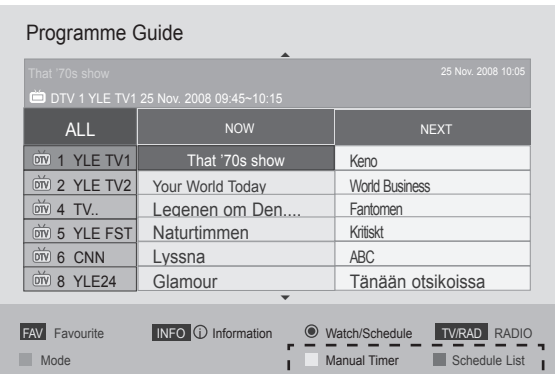 Programme Guide
That '70s show 25 Nov. 2008 10:05
DTV 1 YLE TV1 25 Nov. 2008 09:45~10:15
ALL NOW NEXT
DTV 1 YLE TV1 That '70s show Keno
DTV 2 YLE TV2 Your World Today World Business
DTV 4 TV.. Legenen om Den.... Fantomen
DTV 5 YLE FST Naturtimmen Kritiskt
DTV 6 CNN Lyssna ABC
DTV 8 YLE24 Glamour Tänään otsikoissa
FAV Favourite INFO i Information Watch/Schedule TV/RAD RADIO
Mode Manual Timer Schedule List